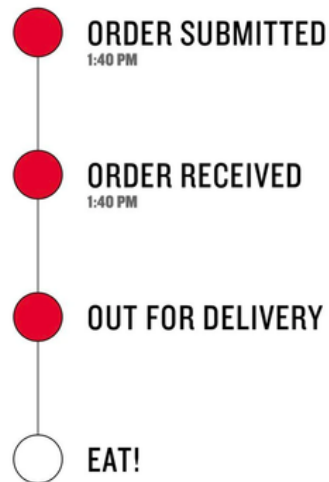 ORDER SUBMITTED
1:40 PM
ORDER RECEIVED
1:40 PM
OUT FOR DELIVERY
EAT!